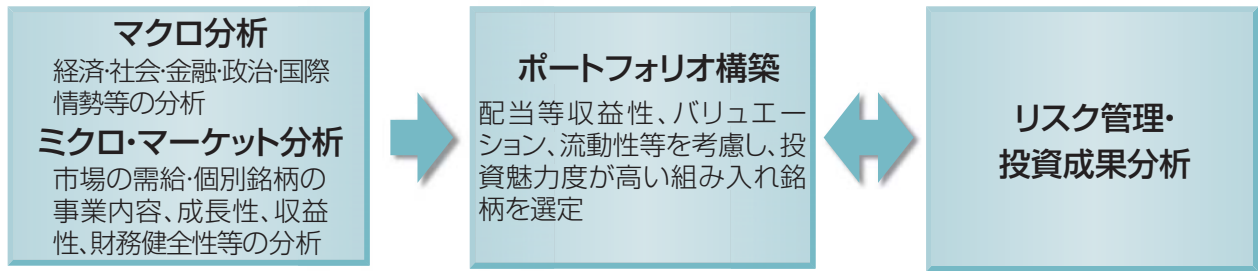 マクロ分析
経済・社会・金融・政治・国際
情勢等の分析
ミクロ・マーケット分析
市場の需給・個別銘柄の
事業内容、成長性、収益
性、財務健全性等の分析
ポートフォリオ構築
配当等収益性、バリュエー
ション、流動性等を考慮し、投
資魅力度が高い組み入れ銘
柄を選定
リスク管理・
投資成果分析